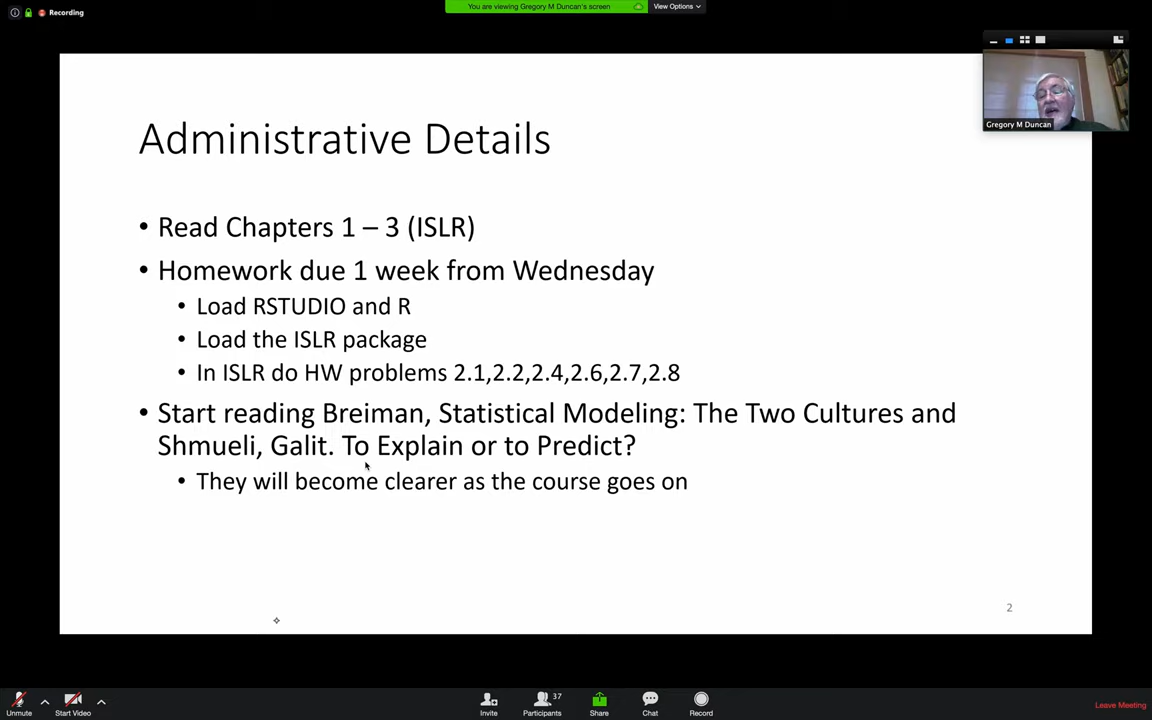 Recording
You are viewing Gregory M Duncan's screen
View Options
Gregory M Duncan
Administrative Details
• Read Chapters 1 – 3 (ISLR)
• Homework due 1 week from Wednesday
• Load RSTUDIO and R
• Load the ISLR package
• In ISLR do HW problems 2.1,2.2,2.4,2.6,2.7,2.8
• Start reading Breiman, Statistical Modeling: The Two Cultures and
Shmueli, Galit. To Explain or to Predict?
• They will become clearer as the course goes on
2
Unmute
Start Video
Invite
37
Participants
Share
Chat
Record
Leave Meeting